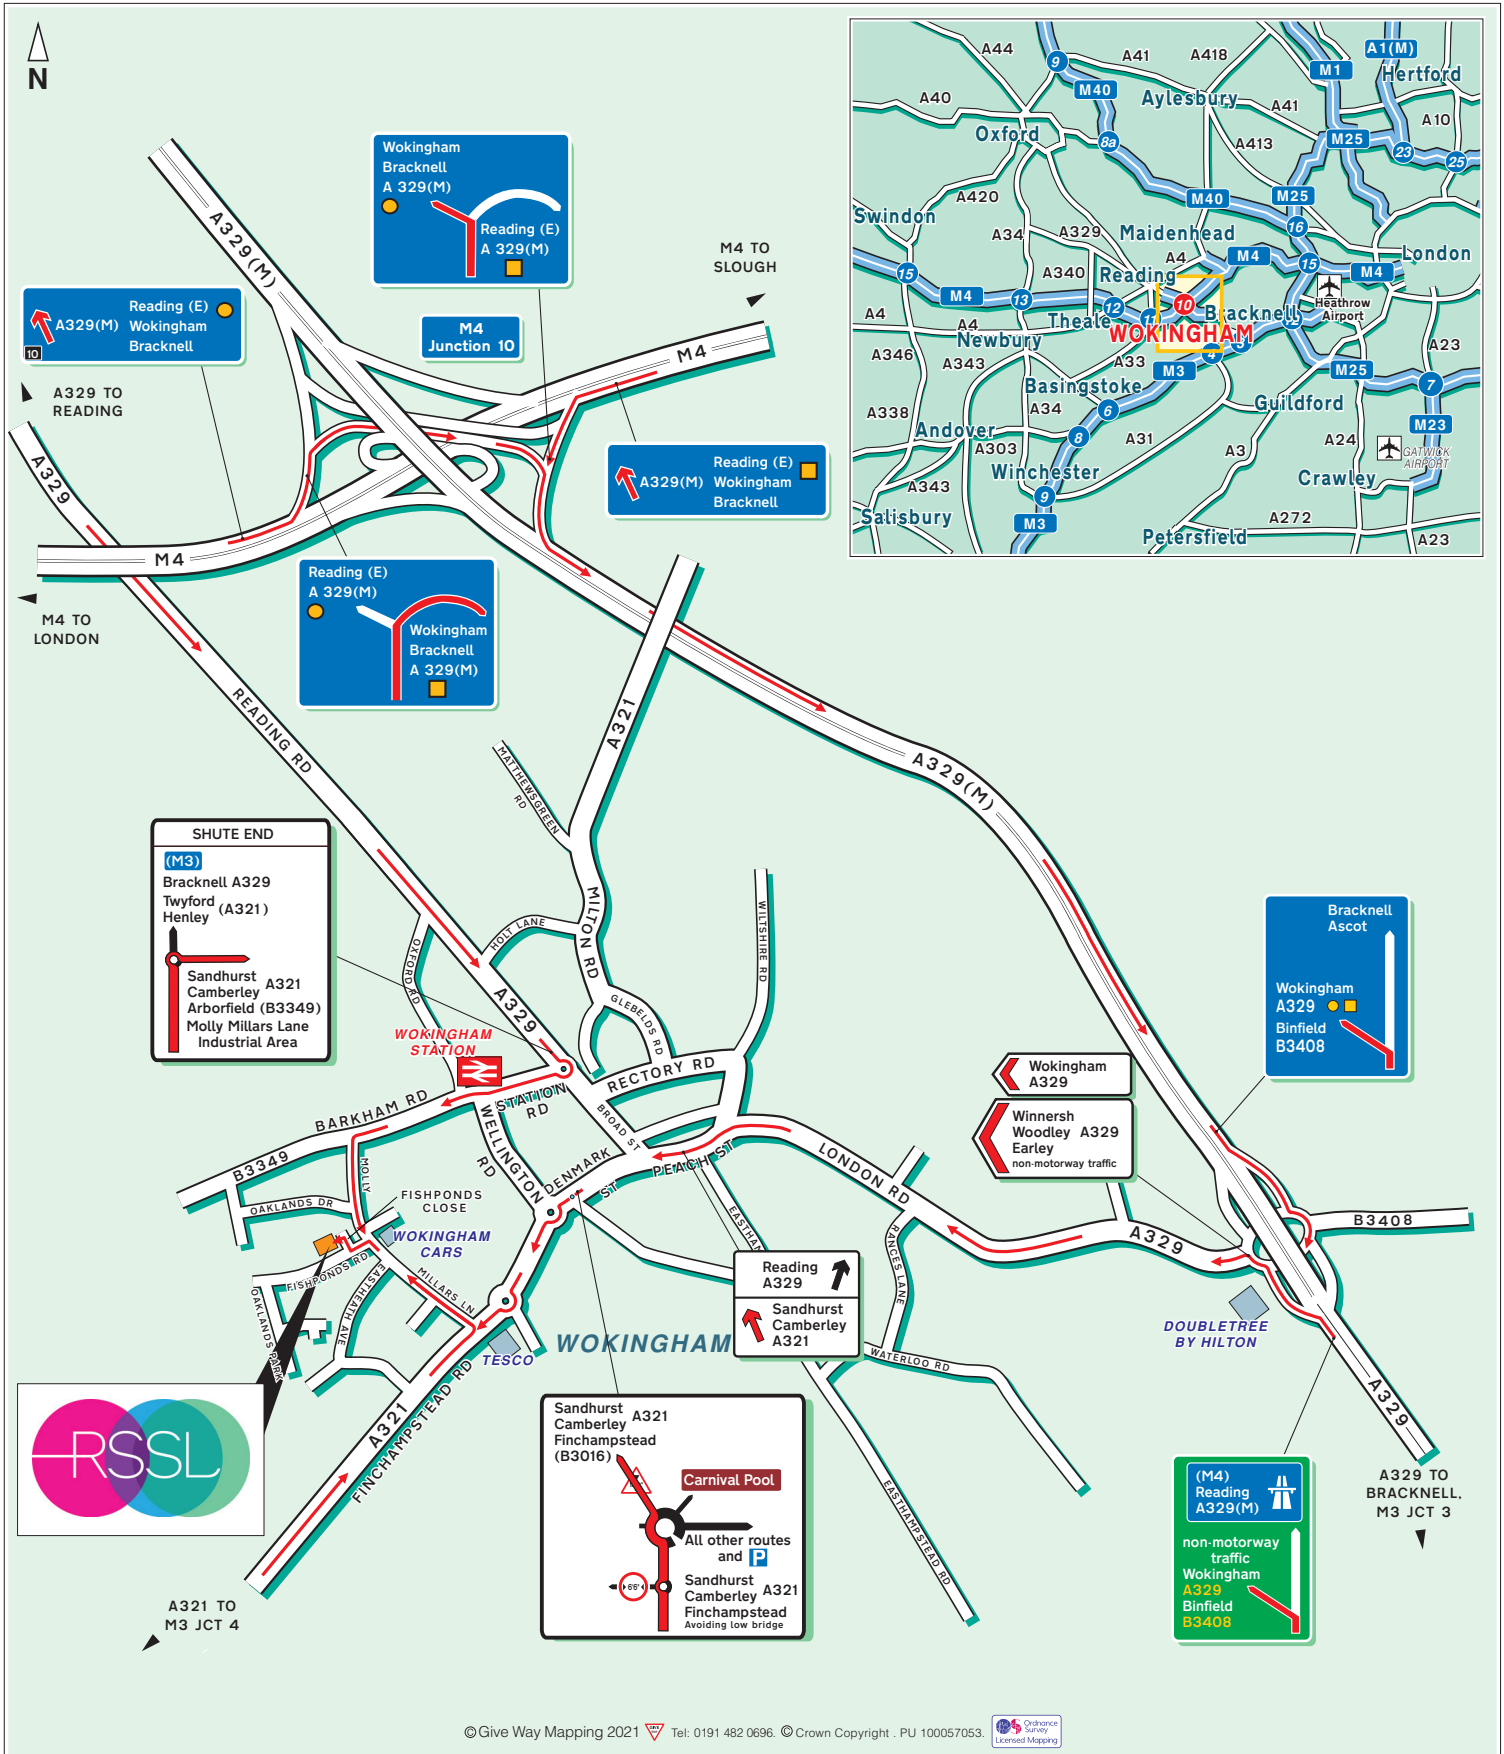 N
A329(M)
Wokingham
Bracknell
A 329(M)
Reading (E)
A 329(M)
M4 TO
SLOUGH
Reading (E)
A329(M)
Wokingham
Bracknell
10
M4
Junction 10
M4
A329 TO
READING
A329
Reading (E)
A329(M)
Wokingham
Bracknell
M4
M4 TO
LONDON
Reading (E)
A 329(M)
Wokingham
Bracknell
A 329(M)
A44
A41
A418
A1(M)
M1
Hertford
9
M40
A40
Aylesbury
A41
A10
Oxford
8a
A413
M25
23
25
A420
M40
M25
Swindon
A34
A329
Maidenhead
16
A4
M4
15
London
M4
A340
Reading
15
M4
13
12
11
10
Bracknell
12
Heathrow
Airport
A4
A4
Theale
WOKINGHAM
Newbury
4
3
A23
A346
A343
A33
M3
M25
7
Basingstoke
A34
6
Guildford
M23
A338
Andover
8
A31
A3
A24
GATWICK
AIRPORT
A303
Winchester
Crawley
A343
9
Salisbury
M3
A272
Petersfield
A23
READING RD
A321
MATTHEWSGREEN
RD
A329(M)
SHUTE END
(M3)
Bracknell A329
Twyford
Henley
(A321)
Sandhurst
Camberley
A321
Arborfield (B3349)
Molly Millars Lane
Industrial Area
MILTON RD
HOLT LANE
OXFORD RD
WILTSHIRE RD
GLEBELDS RD
A329
WOKINGHAM
STATION
RECTORY RD
Bracknell
Ascot
Wokingham
A329
Binfield
B3408
Wokingham
A329
Winnersh
Woodley
A329
Earley
non-motorway traffic
BARKHAM RD
STATION
RD
BROAD ST
WELLINGTON
RD
DENMARK
ST
PEACH ST
LONDON RD
B3349
MOLLY
OAKLANDS DR
FISHPONDS
CLOSE
WOKINGHAM
CARS
EASTHAM
RANCES LANE
A329
B3408
FISHPONDS RD
MILLARS LN
EASTHEATH AVE
OAKLANDS PARK
Reading
A329
Sandhurst
Camberley
A321
TESCO
WOKINGHAM
WATERLOO RD
DOUBLETREE
BY HILTON
A329
RSSL
A321
FINCHAMPSTEAD RD
Sandhurst
Camberley
A321
Finchampstead
(B3016)
Carnival Pool
All other routes
and P
6'6"
Sandhurst
Camberley
A321
Finchampstead
Avoiding low bridge
EASTHAMPSTEAD RD
(M4)
Reading
A329(M)
non-motorway
traffic
Wokingham
A329
Binfield
B3408
A329 TO
BRACKNELL,
M3 JCT 3
A321 TO
M3 JCT 4
© Give Way Mapping 2021
Tel: 0191 482 0696. © Crown Copyright . PU 100057053.
Ordnance
Survey
Licensed Mapping